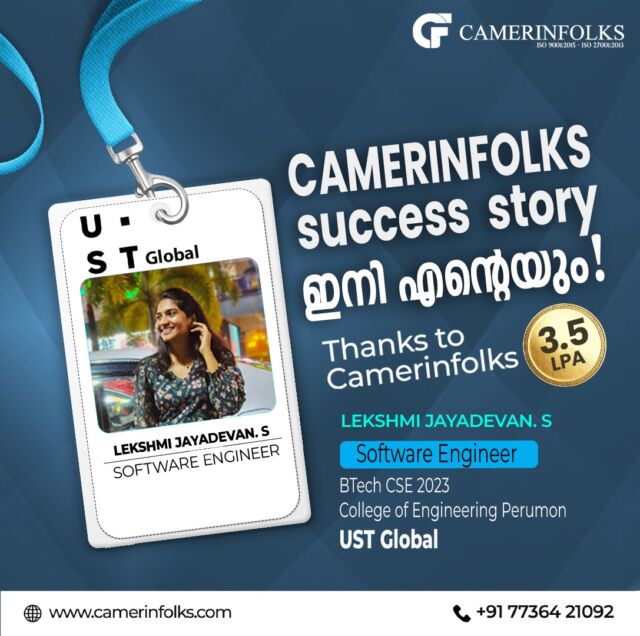 CAMERINFOLKS
ISO 9001:2015 - ISO 27001:2013
U .
S T Global
LEKSHMI JAYADEVAN. S
SOFTWARE ENGINEER
CAMERINFOLKS
success story
ഇനി എന്റെയും!
Thanks to
Camerinfolks
3.5
LPA
LEKSHMI JAYADEVAN. S
Software Engineer
BTech CSE 2023
College of Engineering Perumon
UST Global
www.camerinfolks.com
+91 77364 21092